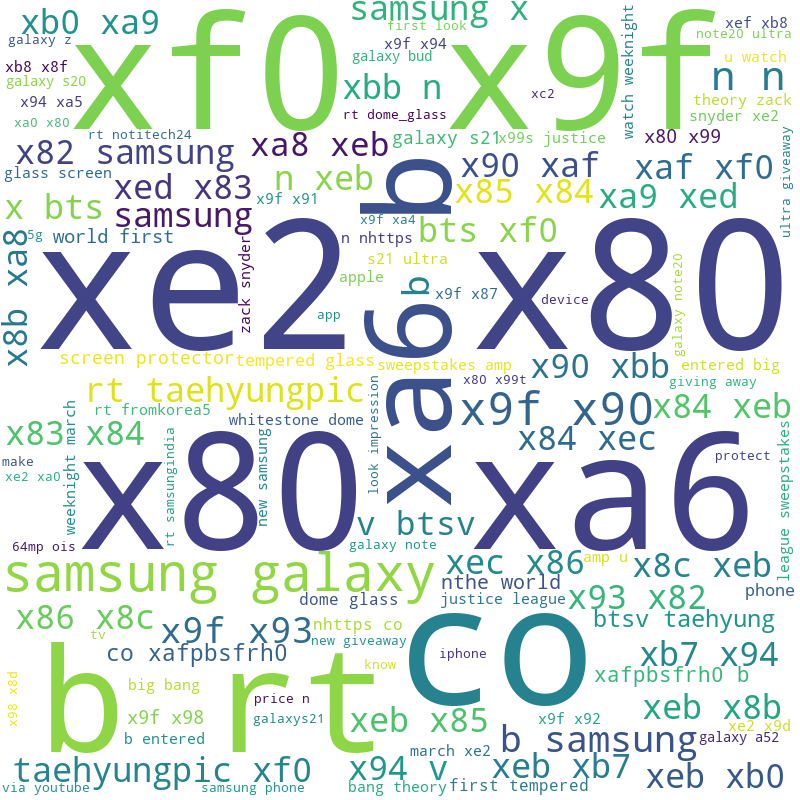 xb0 xa9
samsung x
xef xb8
galaxy z
xf0 x9f
first look
note20 ultra
x9f x94
u watch
xb8 x8f
galaxy bud
watch weeknight
n n
galaxy s20
xbb n
theory zack
x94 xa5
xc2
snyder xe2
xa0 x80
rt dome_glass
rt notitech24
xa8 xeb
galaxy s21
x99s justice
x80 x99
x82 samsung
ultra giveaway
glass screen
n xeb
x90 xaf
xaf xf0
xed x83
x9f x91
x85 x84
xa9 xed
x bts
samsung
x9f xa4
bts xf0
5g
world first
n nhttps
xe2 x80
x8b xa8
zack snyder
s21 ultra
apple
x9f x87
device
galaxy note20
xa6 b
b
app
screen protector
tempered glass
sweepstakes amp
x90 xbb
entered big
rt taehyungpic
x80 x99t
giving away
rt fromkorea5
whitestone dome
look impression
x9f x90
x84 xeb
x83 x84
x84 xec
weeknight march
rt samsungindia
new samsung
x80 xa6
make
protect
xe2 xa0
league sweepstakes
v btsv
64mp ois
galaxy note
samsung galaxy
xec x86
amp u
x8c xeb
nthe world
phone
dome glass
justice league
x93 x82
x86 x8c
x9f x93
nhttps co
btsv taehyung
tv
new giveaway
co
b rt
co xafpbsfrh0
iphone
xb7 x94
know
xafpbsfrh0 b
x98 x8d
big bang
price n
xeb x8b
x9f x98
galaxys21
xeb x85
x9f x92
xe2 x9d
b entered
march xe2
b samsung
galaxy a52
taehyungpic xf0
x94 v
xeb xb7
xeb xb0
via youtube
samsung phone
bang theory
first tempered